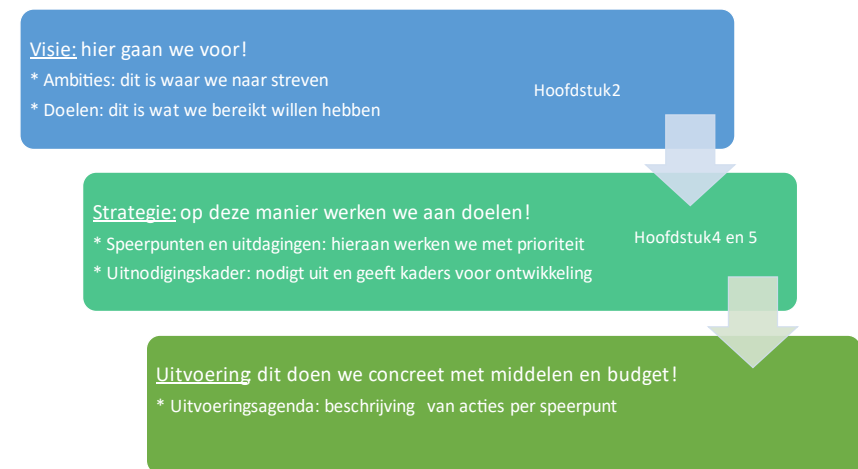 Visie: hier gaan we voor!
* Ambities: dit is waar we naar streven
* Doelen: dit is wat we bereikt willen hebben
Hoofdstuk2
Strategie: op deze manier werken we aan doelen!
* Speerpunten en uitdagingen: hieraan werken we met prioriteit
* Uitnodigingskader: nodigt uit en geeft kaders voor ontwikkeling
Hoofdstuk4 en 5
Uitvoering dit doen we concreet met middelen en budget!
* Uitvoeringsagenda: beschrijving van acties per speerpunt